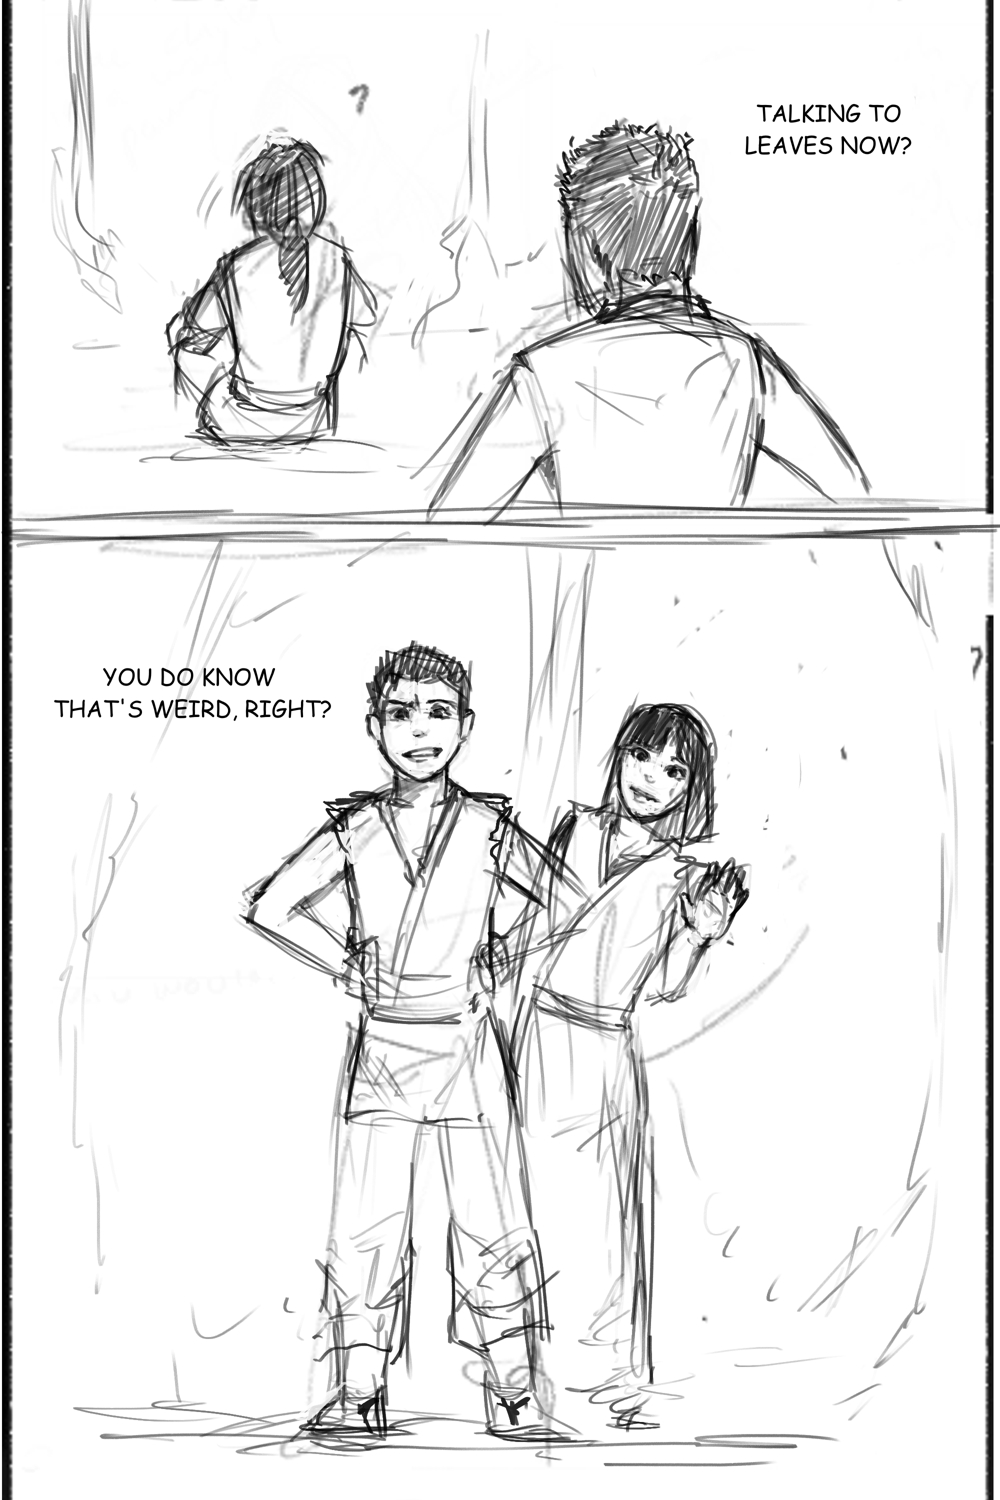 ?
TALKING TO
LEAVES NOW?
YOU DO KNOW
THAT'S WEIRD, RIGHT?
?